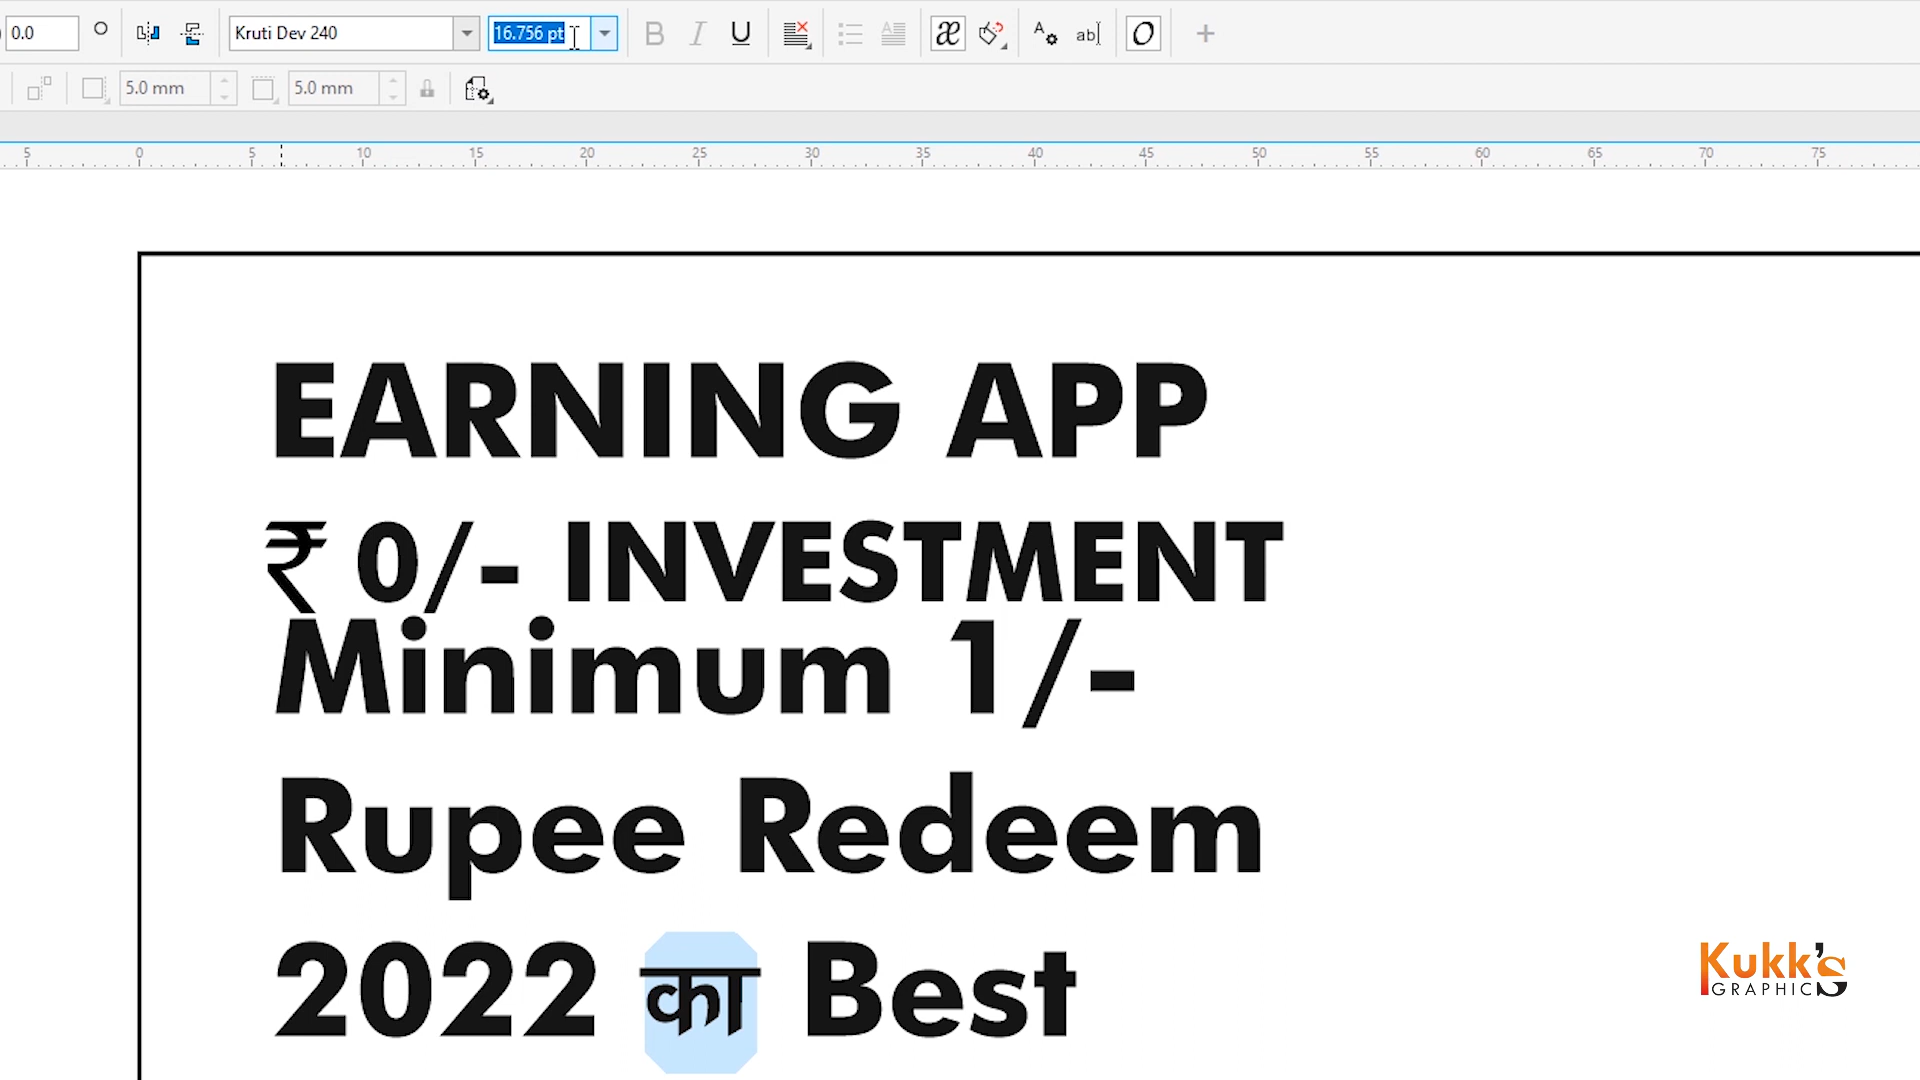 0.0 Kruti Dev 240 16.756 pt B I U Æ A ab O +
5.0 mm 5.0 mm
5 0 5 10 15 20 25 30 35 40 45 50 55 60 65 70 75
EARNING APP
₹ 0/- INVESTMENT
Minimum 1/-
Rupee Redeem
2022 का Best
Kukk's
GRAPHICS